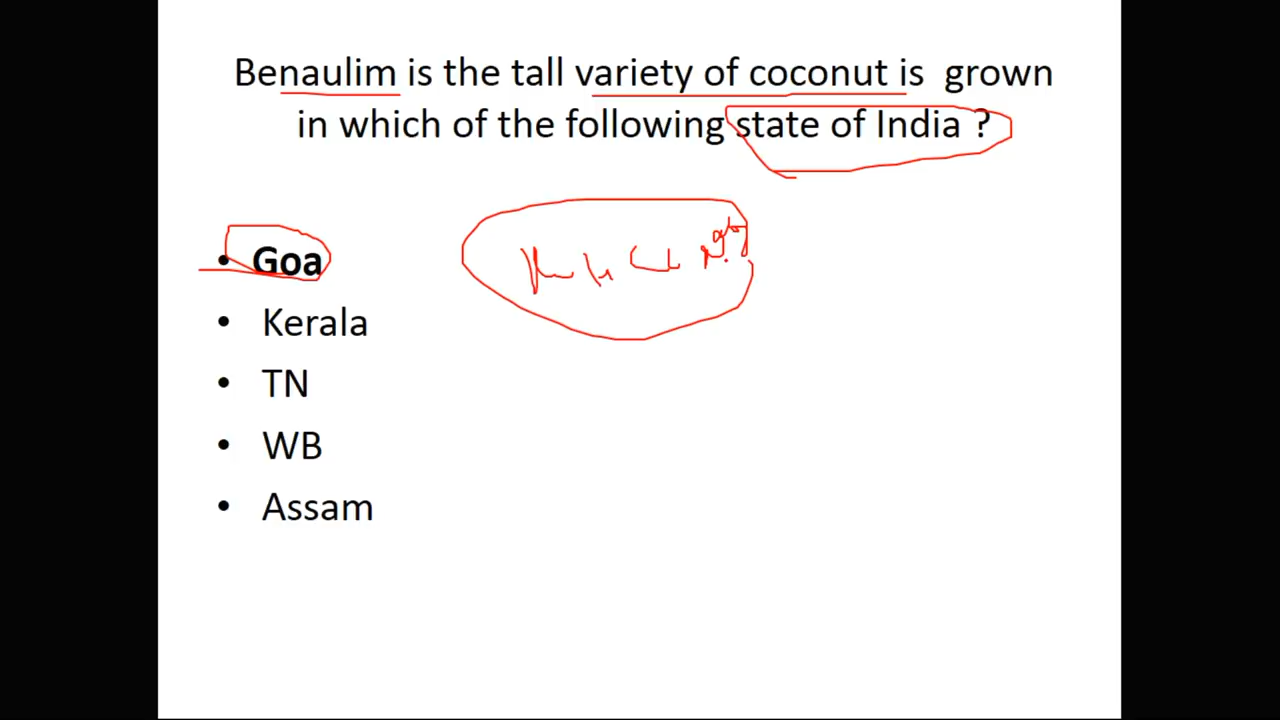 Benaulim is the tall variety of coconut is grown
in which of the following state of India ?
• Goa
• Kerala
• TN
• WB
• Assam